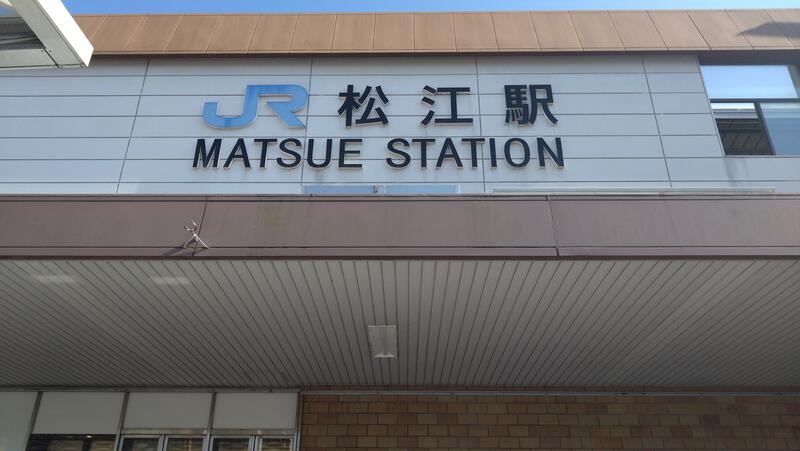 JR 松江駅
MATSUE STATION